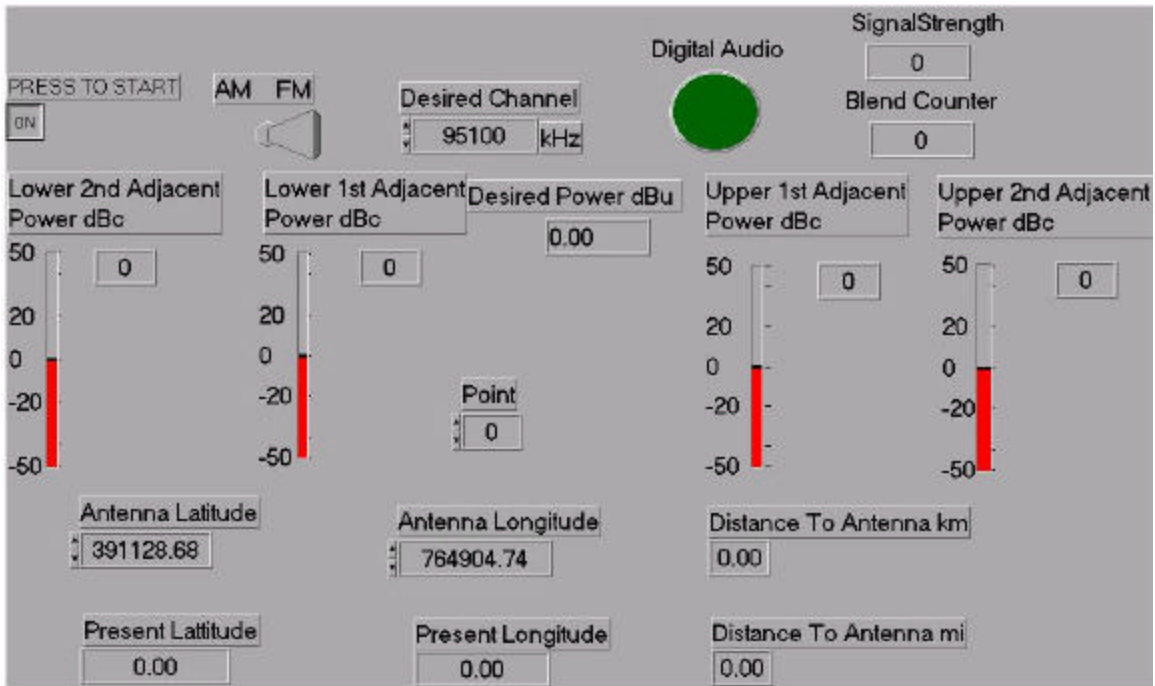 SignalStrength
0
Digital Audio
PRESS TO START
ON
AM FM
Desired Channel
95100 kHz
Blend Counter
0
Lower 2nd Adjacent
Power dBc
0
50
20
0
-20
-50
Lower 1st Adjacent
Power dBc
0
50
20
0
-20
-50
Desired Power dBu
0.00
Point
0
Upper 1st Adjacent
Power dBc
0
50
20
0
-20
-50
Upper 2nd Adjacent
Power dBc
0
50
20
0
-20
-50
Antenna Latitude
391128.68
Antenna Longitude
764904.74
Distance To Antenna km
0.00
Present Lattitude
0.00
Present Longitude
0.00
Distance To Antenna mi
0.00